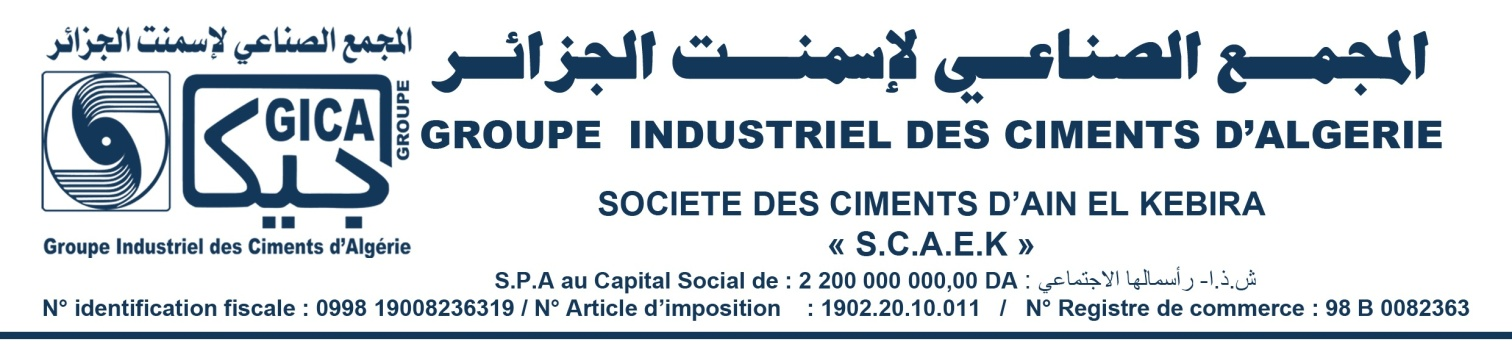 المجمع الصناعي لإسمنت الجزائر
GICA
جيكا
GROUPE
Groupe Industriel des Ciments d'Algérie
المجمــع الصناعــي لإسمنــت الجزائــر
GROUPE INDUSTRIEL DES CIMENTS D'ALGERIE
SOCIETE DES CIMENTS D'AIN EL KEBIRA
« S.C.A.E.K »
S.P.A au Capital Social de : 2 200 000 000,00 DA : ش.ذ.ا- رأسمالها الاجتماعي
N° identification fiscale : 0998 19008236319 / N° Article d'imposition : 1902.20.10.011 / N° Registre de commerce : 98 B 0082363